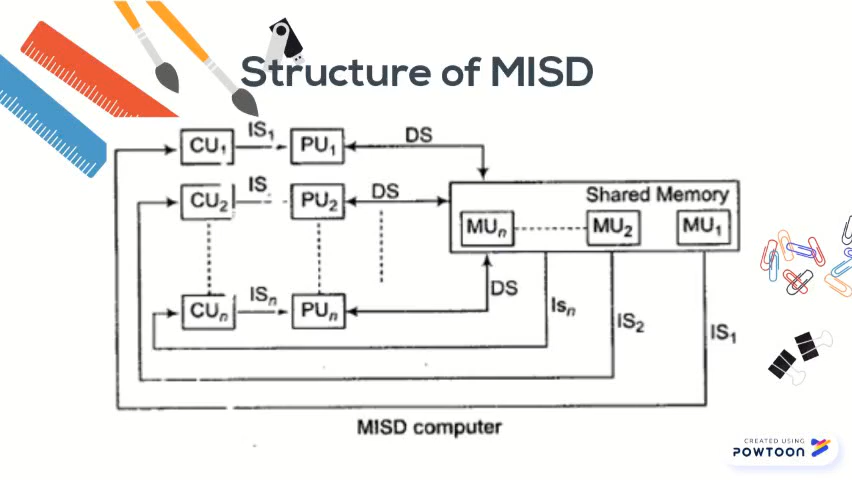 Structure of MISD
CU₁ IS₁ PU₁ DS
CU₂ IS PU₂ DS
Shared Memory
MUₙ MU₂ MU₁
CUₙ ISₙ PUₙ DS
Isₙ IS₂ IS₁
MISD computer
CREATED USING
POWTOON